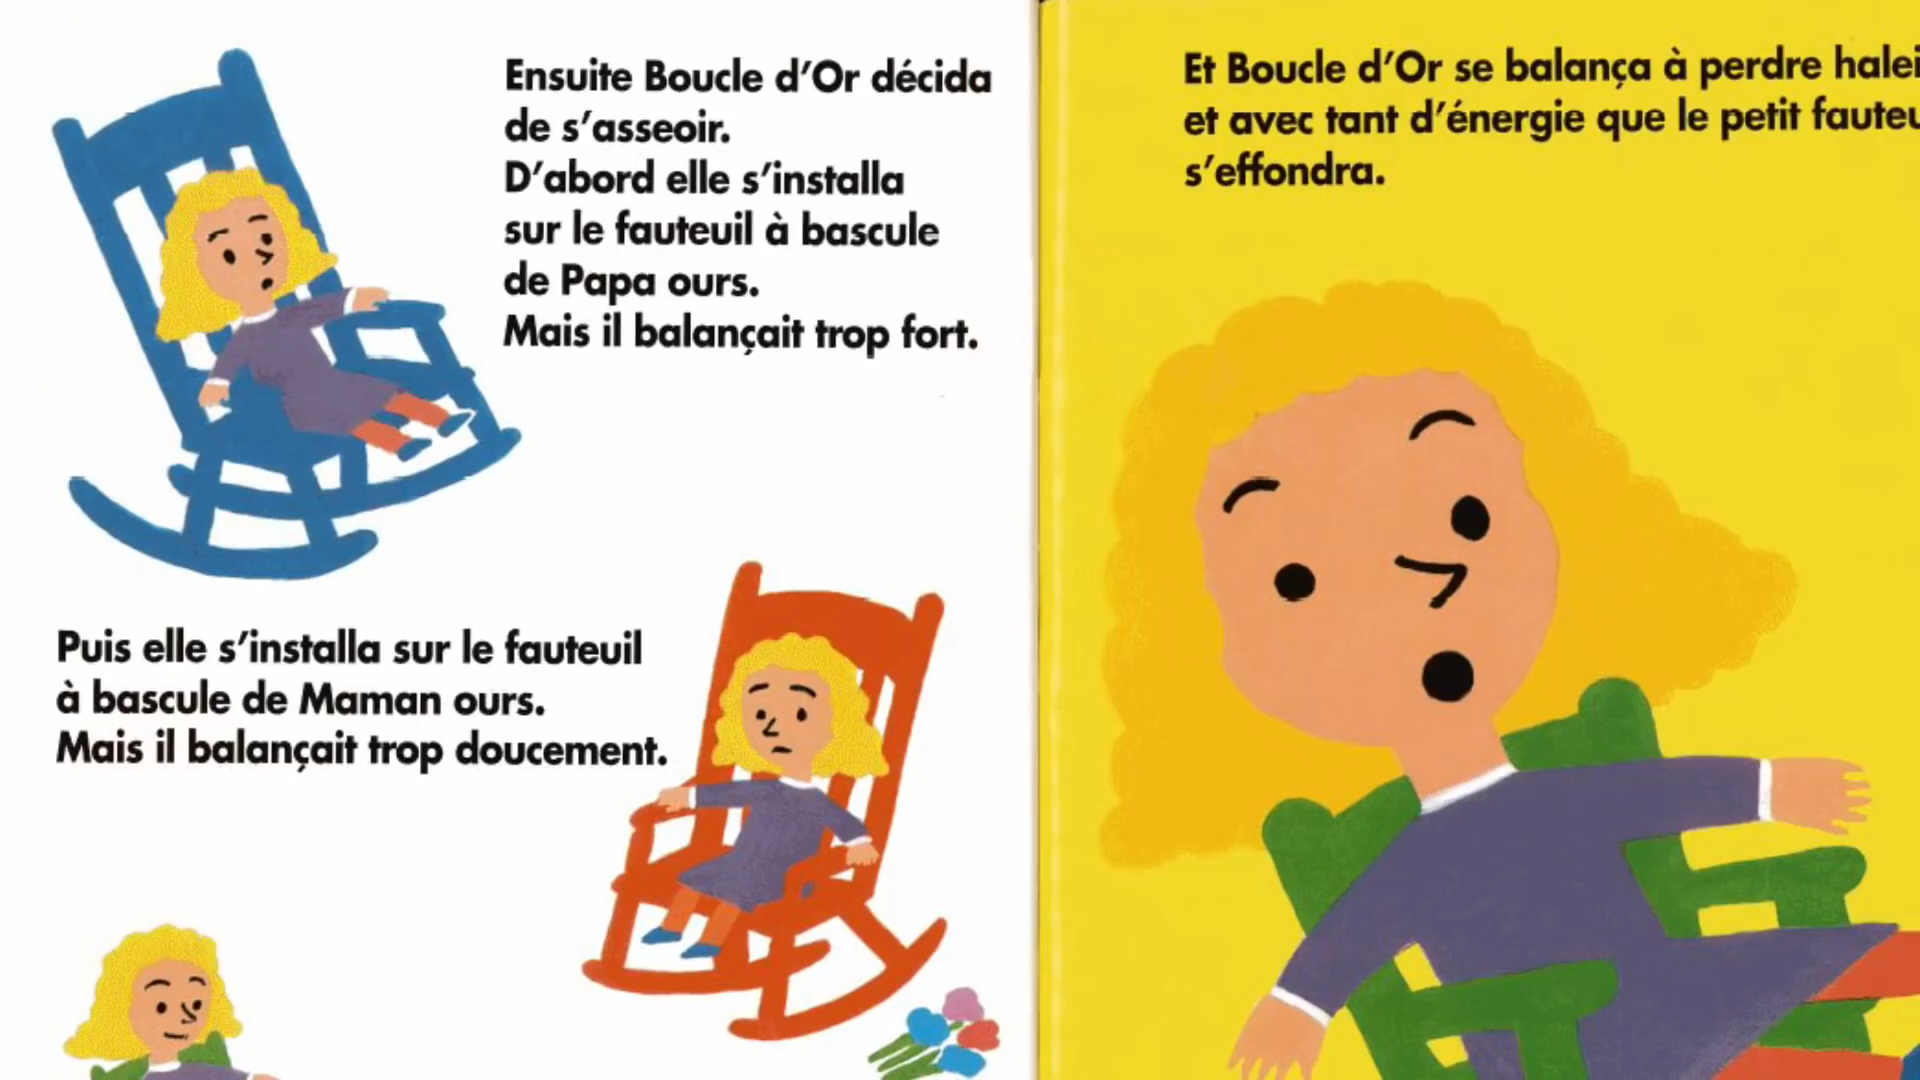 Ensuite Boucle d'Or décida
de s'asseoir.
D'abord elle s'installa
sur le fauteuil à bascule
de Papa ours.
Mais il balançait trop fort.
Puis elle s'installa sur le fauteuil
à bascule de Maman ours.
Mais il balançait trop doucement.
Et Boucle d'Or se balança à perdre
et avec tant d'énergie que le petit
s'effondra.